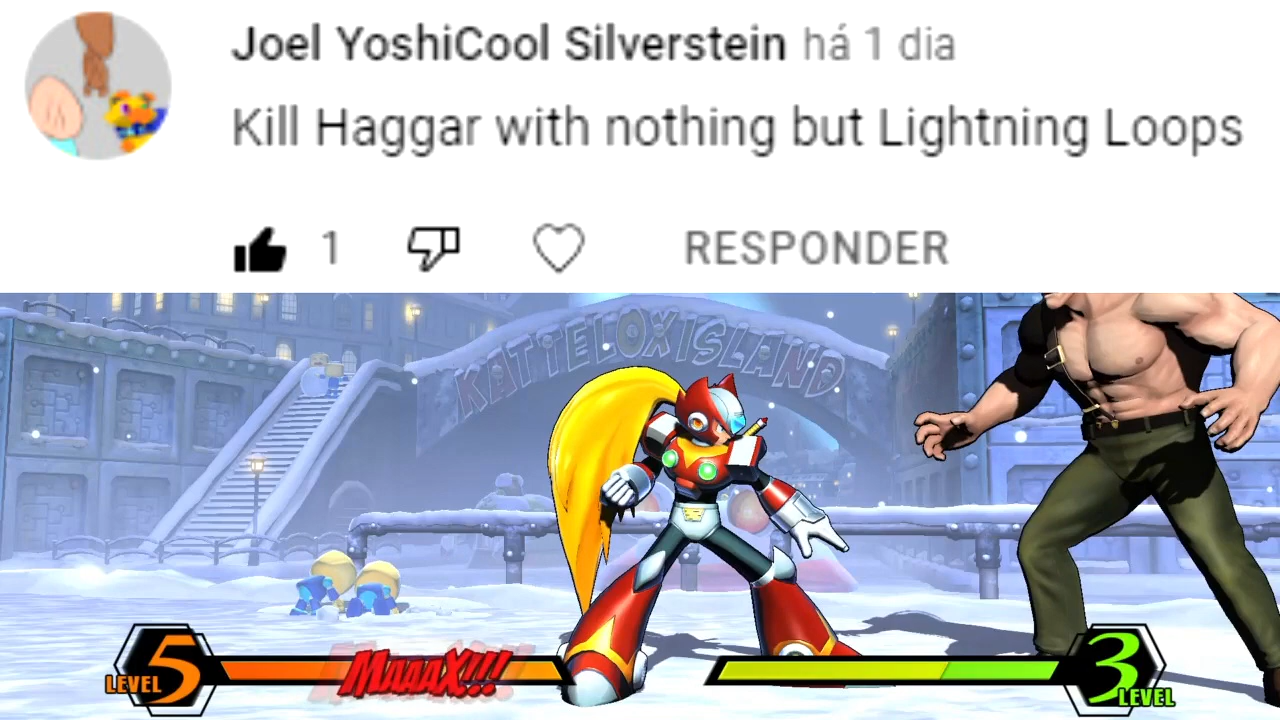 Joel YoshiCool Silverstein há 1 dia
Kill Haggar with nothing but Lightning Loops
1 RESPONDER
KATTELOX ISLAND
LEVEL 5 MAAAX!!! 3 LEVEL